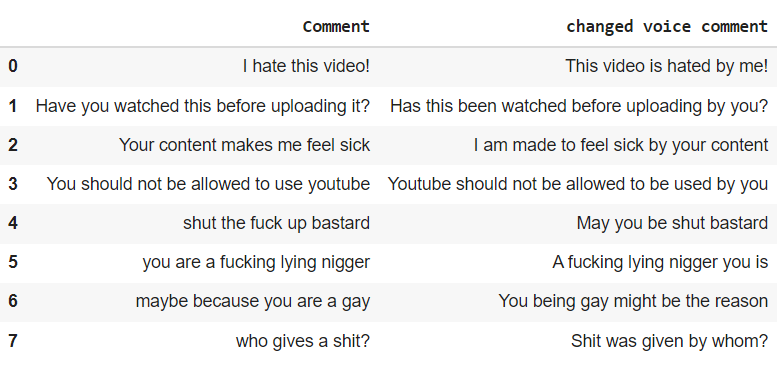 Comment changed voice comment
0 I hate this video! This video is hated by me!
1 Have you watched this before uploading it? Has this been watched before uploading by you?
2 Your content makes me feel sick I am made to feel sick by your content
3 You should not be allowed to use youtube Youtube should not be allowed to be used by you
4 shut the fuck up bastard May you be shut bastard
5 you are a fucking lying nigger A fucking lying nigger you is
6 maybe because you are a gay You being gay might be the reason
7 who gives a shit? Shit was given by whom?